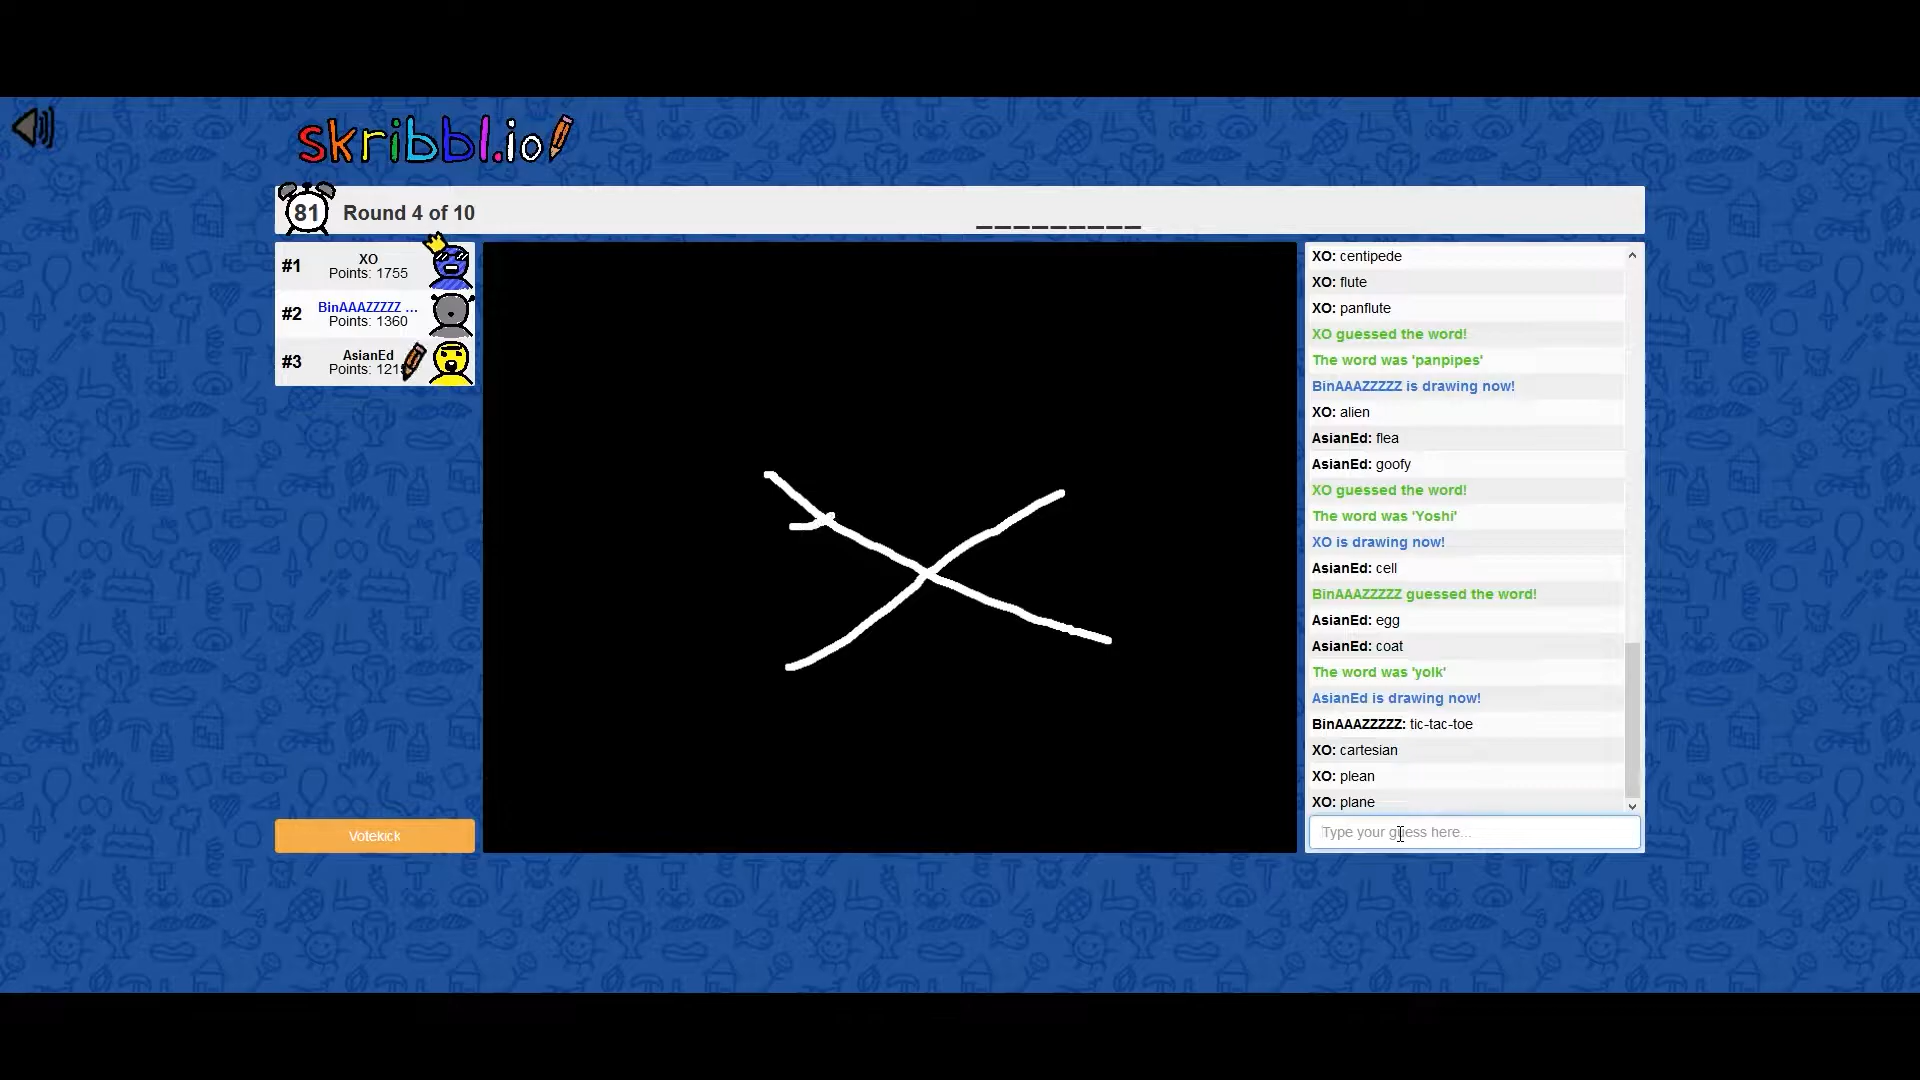 skribbl.io
81
Round 4 of 10
_________
#1
XO
Points: 1755
#2
BinAAAZZZZZ ...
Points: 1360
#3
AsianEd
Points: 121
Votekick
XO: centipede
XO: flute
XO: panflute
XO guessed the word!
The word was 'panpipes'
BinAAAZZZZZ is drawing now!
XO: alien
AsianEd: flea
AsianEd: goofy
XO guessed the word!
The word was 'Yoshi'
XO is drawing now!
AsianEd: cell
BinAAAZZZZZ guessed the word!
AsianEd: egg
AsianEd: coat
The word was 'yolk'
AsianEd is drawing now!
BinAAAZZZZZ: tic-tac-toe
XO: cartesian
XO: plean
XO: plane
Type your guess here...